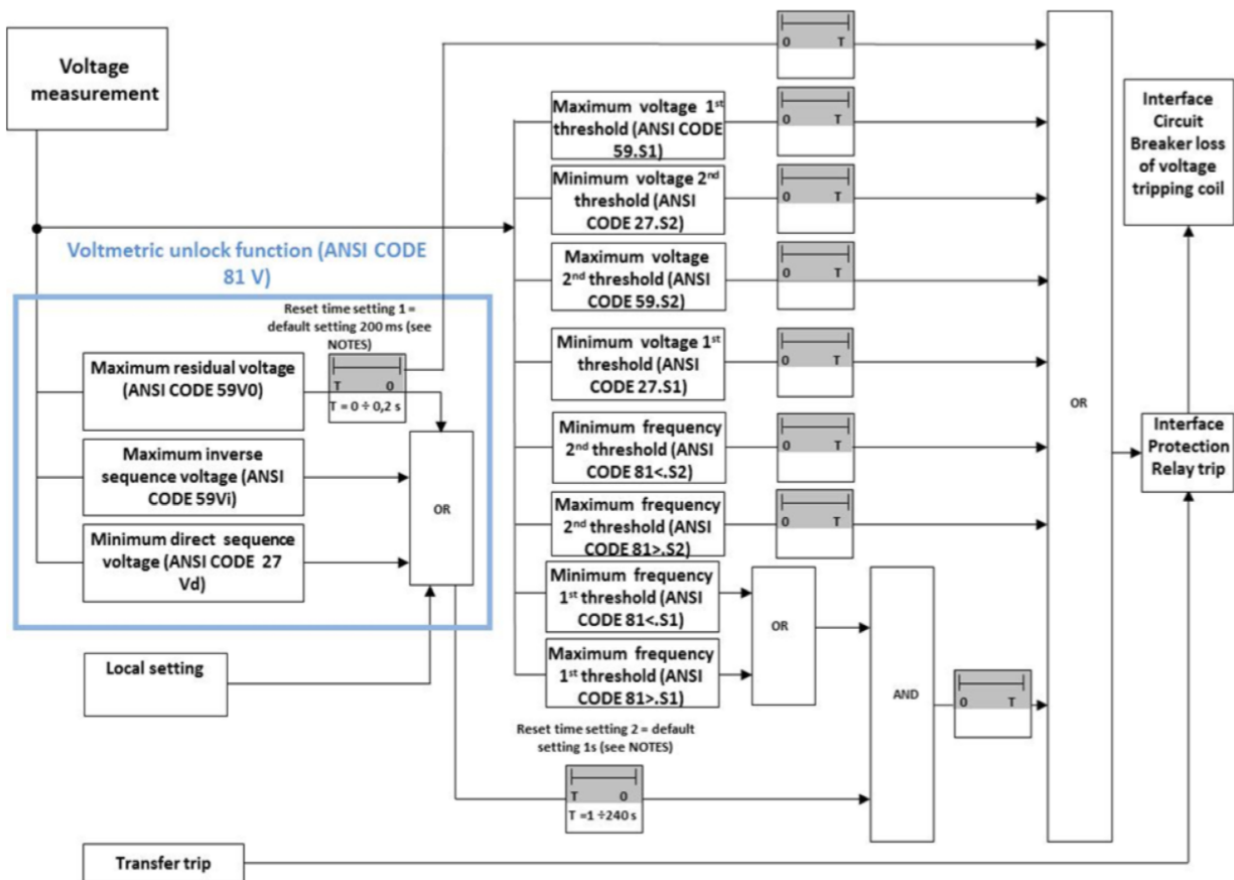 Voltage
measurement
Voltmetric unlock function (ANSI CODE
81 V)
Reset time setting 1 =
default setting 200 ms (see
NOTES)
Maximum residual voltage
(ANSI CODE 59V0)
T 0
T = 0 ÷ 0,2 s
Maximum inverse
sequence voltage (ANSI
CODE 59Vi)
Minimum direct sequence
voltage (ANSI CODE 27
Vd)
OR
Local setting
Transfer trip
0 T
Maximum voltage 1st
threshold (ANSI CODE
59.S1)
0 T
Minimum voltage 2nd
threshold (ANSI
CODE 27.S2)
0 T
Maximum voltage
2nd threshold (ANSI
CODE 59.S2)
0 T
Minimum voltage 1st
threshold (ANSI
CODE 27.S1)
0 T
Minimum frequency
2nd threshold (ANSI
CODE 81<.S2)
0 T
Maximum frequency
2nd threshold (ANSI
CODE 81>.S2)
0 T
Minimum frequency
1st threshold (ANSI
CODE 81<.S1)
Maximum frequency
1st threshold (ANSI
CODE 81>.S1)
OR
Reset time setting 2 = default
setting 1s (see NOTES)
T 0
T =1 ÷240 s
AND
0 T
OR
Interface
Circuit
Breaker loss
of voltage
tripping coil
Interface
Protection
Relay trip